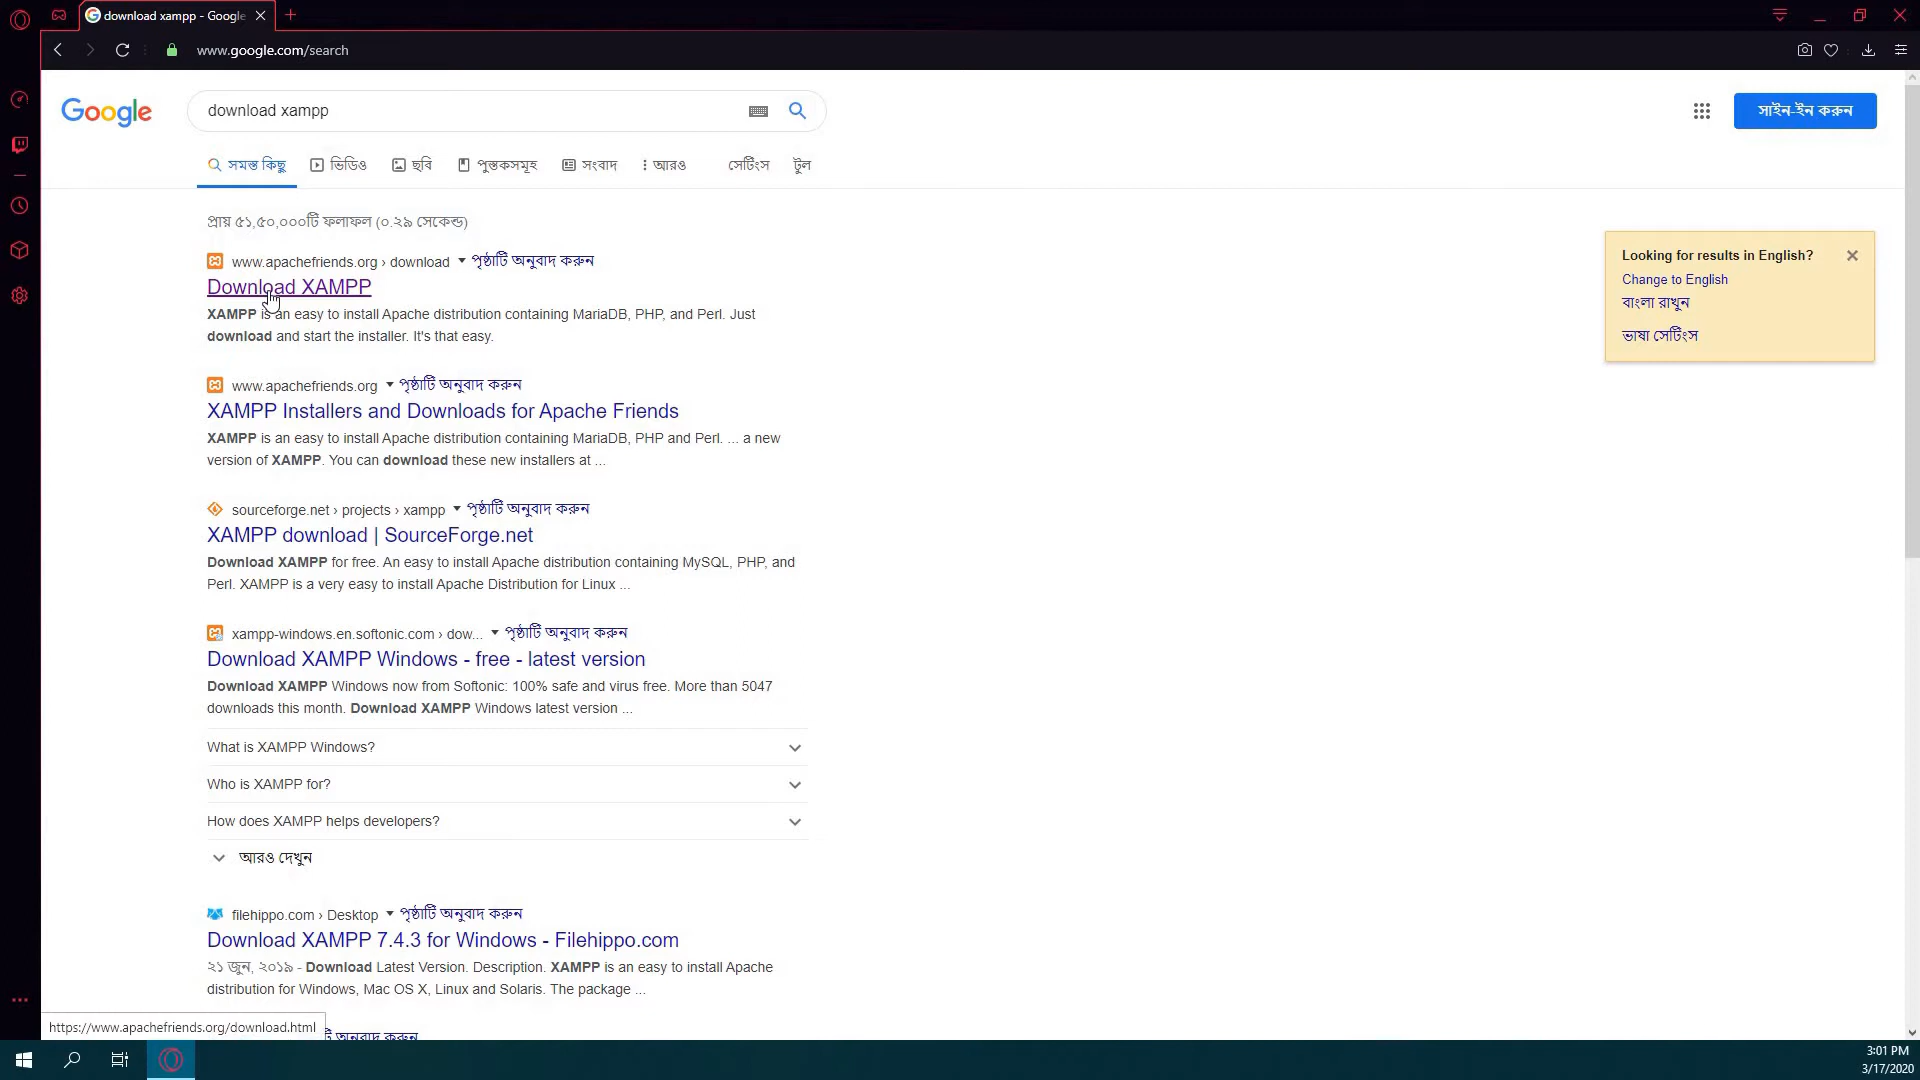 download xampp - Google
www.google.com/search
Google
download xampp
সাইন-ইন করুন
সমস্ত কিছু ভিডিও ছবি পুস্তকসমূহ সংবাদ আরও সেটিংস টুল
প্রায় ৫১,৫০,০০০টি ফলাফল (০.২৯ সেকেন্ড)
www.apachefriends.org › download পৃষ্ঠাটি অনুবাদ করুন
Download XAMPP
XAMPP is an easy to install Apache distribution containing MariaDB, PHP, and Perl. Just
download and start the installer. It's that easy.
www.apachefriends.org পৃষ্ঠাটি অনুবাদ করুন
XAMPP Installers and Downloads for Apache Friends
XAMPP is an easy to install Apache distribution containing MariaDB, PHP and Perl. ... a new
version of XAMPP. You can download these new installers at ...
sourceforge.net › projects › xampp পৃষ্ঠাটি অনুবাদ করুন
XAMPP download | SourceForge.net
Download XAMPP for free. An easy to install Apache distribution containing MySQL, PHP, and
Perl. XAMPP is a very easy to install Apache Distribution for Linux ...
xampp-windows.en.softonic.com › dow... পৃষ্ঠাটি অনুবাদ করুন
Download XAMPP Windows - free - latest version
Download XAMPP Windows now from Softonic: 100% safe and virus free. More than 5047
downloads this month. Download XAMPP Windows latest version ...
What is XAMPP Windows?
Who is XAMPP for?
How does XAMPP helps developers?
আরও দেখুন
filehippo.com › Desktop পৃষ্ঠাটি অনুবাদ করুন
Download XAMPP 7.4.3 for Windows - Filehippo.com
২১ জুন, ২০১৯ - Download Latest Version. Description. XAMPP is an easy to install Apache
distribution for Windows, Mac OS X, Linux and Solaris. The package ...
Looking for results in English?
Change to English
বাংলা রাখুন
ভাষা সেটিংস
https://www.apachefriends.org/download.html
3:01 PM
3/17/2020